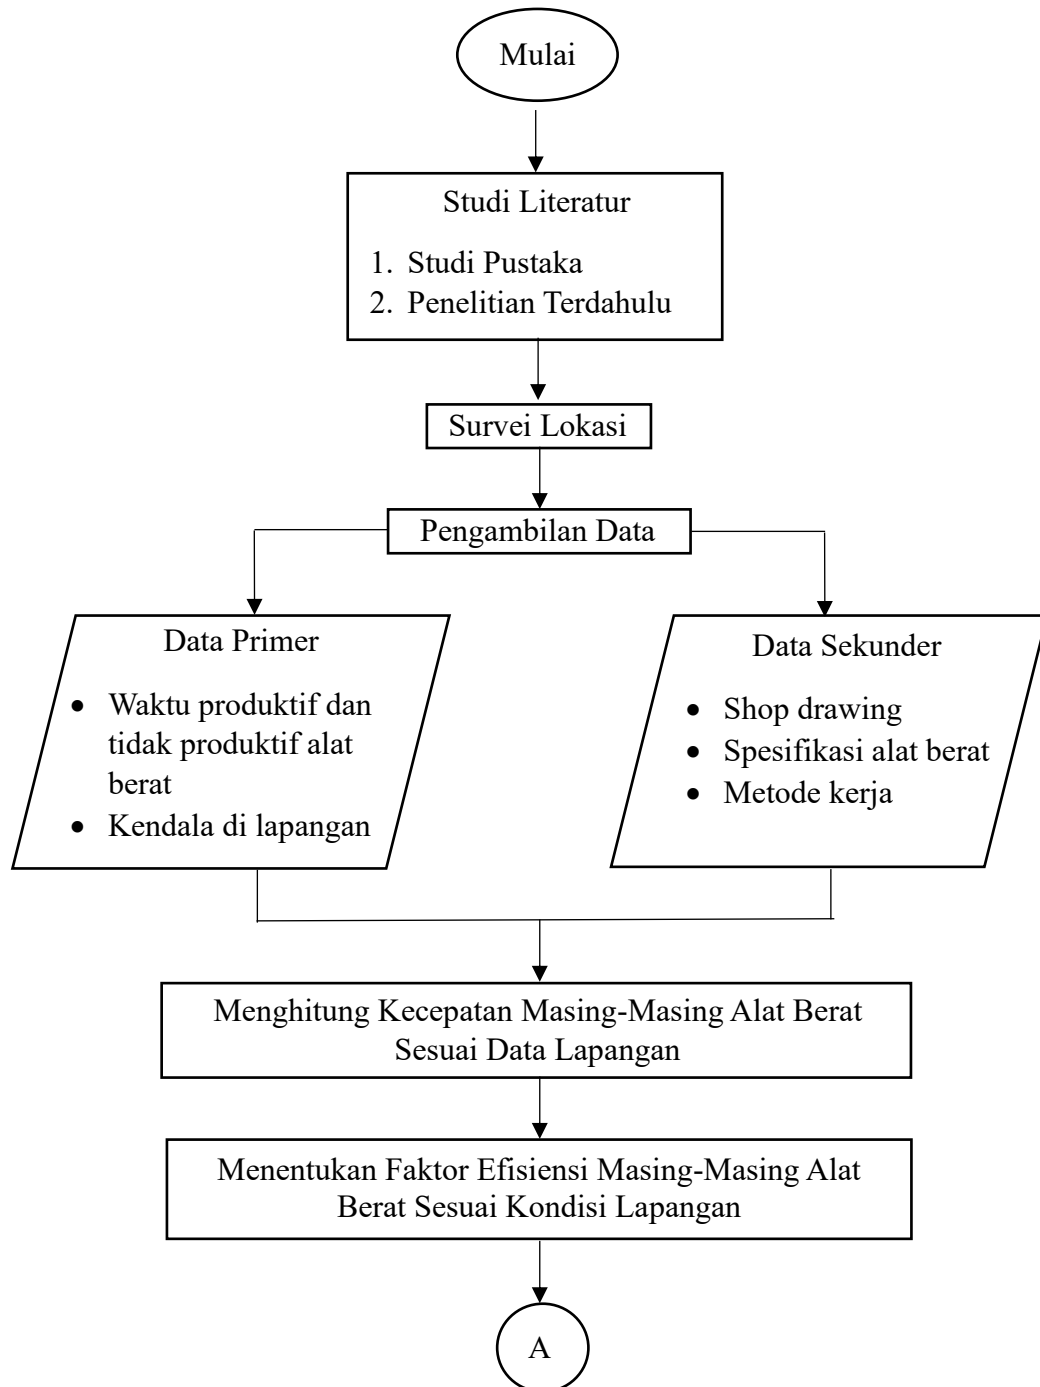 Mulai
Studi Literatur
1. Studi Pustaka
2. Penelitian Terdahulu
Survei Lokasi
Pengambilan Data
Data Primer
• Waktu produktif dan
tidak produktif alat
berat
• Kendala di lapangan
Data Sekunder
• Shop drawing
• Spesifikasi alat berat
• Metode kerja
Menghitung Kecepatan Masing-Masing Alat Berat
Sesuai Data Lapangan
Menentukan Faktor Efisiensi Masing-Masing Alat
Berat Sesuai Kondisi Lapangan
A